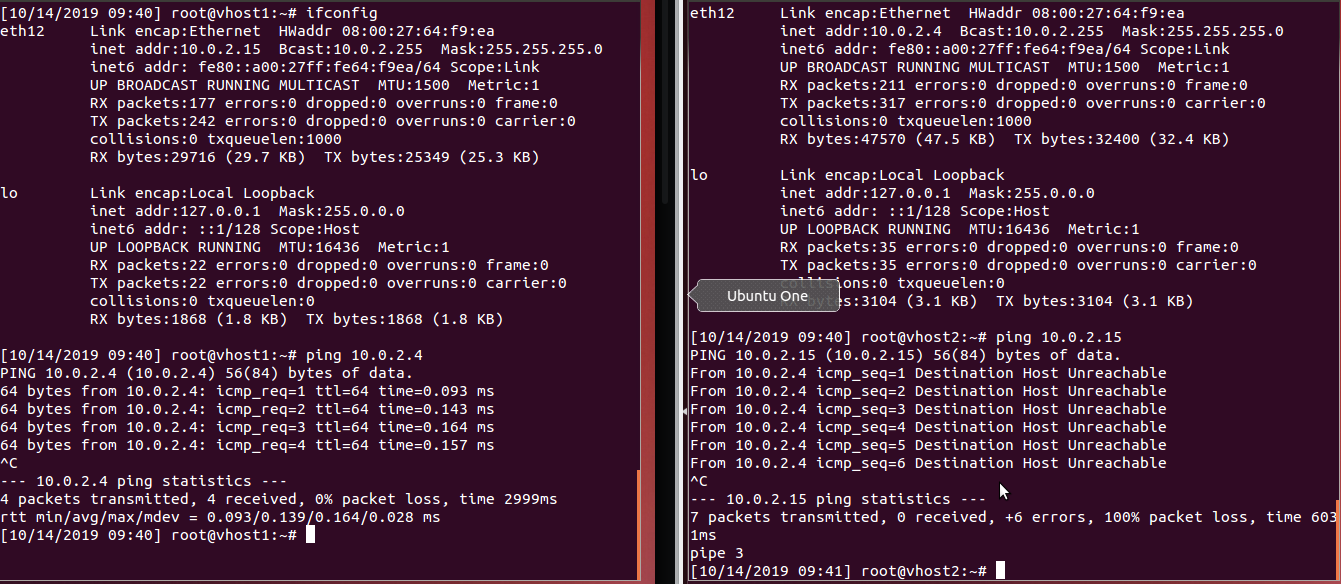 [10/14/2019 09:40] root@vhost1:~# ifconfig
eth12     Link encap:Ethernet  HWaddr 08:00:27:64:f9:ea
          inet addr:10.0.2.15  Bcast:10.0.2.255  Mask:255.255.255.0
          inet6 addr: fe80::a00:27ff:fe64:f9ea/64 Scope:Link
          UP BROADCAST RUNNING MULTICAST  MTU:1500  Metric:1
          RX packets:177 errors:0 dropped:0 overruns:0 frame:0
          TX packets:242 errors:0 dropped:0 overruns:0 carrier:0
          collisions:0 txqueuelen:1000
          RX bytes:29716 (29.7 KB)  TX bytes:25349 (25.3 KB)
lo        Link encap:Local Loopback
          inet addr:127.0.0.1  Mask:255.0.0.0
          inet6 addr: ::1/128 Scope:Host
          UP LOOPBACK RUNNING  MTU:16436  Metric:1
          RX packets:22 errors:0 dropped:0 overruns:0 frame:0
          TX packets:22 errors:0 dropped:0 overruns:0 carrier:0
          collisions:0 txqueuelen:0
          RX bytes:1868 (1.8 KB)  TX bytes:1868 (1.8 KB)
[10/14/2019 09:40] root@vhost1:~# ping 10.0.2.4
PING 10.0.2.4 (10.0.2.4) 56(84) bytes of data.
64 bytes from 10.0.2.4: icmp_req=1 ttl=64 time=0.093 ms
64 bytes from 10.0.2.4: icmp_req=2 ttl=64 time=0.143 ms
64 bytes from 10.0.2.4: icmp_req=3 ttl=64 time=0.164 ms
64 bytes from 10.0.2.4: icmp_req=4 ttl=64 time=0.157 ms
^C
--- 10.0.2.4 ping statistics ---
4 packets transmitted, 4 received, 0% packet loss, time 2999ms
rtt min/avg/max/mdev = 0.093/0.139/0.164/0.028 ms
[10/14/2019 09:40] root@vhost1:~#
eth12     Link encap:Ethernet  HWaddr 08:00:27:64:f9:ea
          inet addr:10.0.2.4  Bcast:10.0.2.255  Mask:255.255.255.0
          inet6 addr: fe80::a00:27ff:fe64:f9ea/64 Scope:Link
          UP BROADCAST RUNNING MULTICAST  MTU:1500  Metric:1
          RX packets:211 errors:0 dropped:0 overruns:0 frame:0
          TX packets:317 errors:0 dropped:0 overruns:0 carrier:0
          collisions:0 txqueuelen:1000
          RX bytes:47570 (47.5 KB)  TX bytes:32400 (32.4 KB)
lo        Link encap:Local Loopback
          inet addr:127.0.0.1  Mask:255.0.0.0
          inet6 addr: ::1/128 Scope:Host
          UP LOOPBACK RUNNING  MTU:16436  Metric:1
          RX packets:35 errors:0 dropped:0 overruns:0 frame:0
          TX packets:35 errors:0 dropped:0 overruns:0 carrier:0
          collisions:0 txqueuelen:0
Ubuntu One
          RX bytes:3104 (3.1 KB)  TX bytes:3104 (3.1 KB)
[10/14/2019 09:40] root@vhost2:~# ping 10.0.2.15
PING 10.0.2.15 (10.0.2.15) 56(84) bytes of data.
From 10.0.2.4 icmp_seq=1 Destination Host Unreachable
From 10.0.2.4 icmp_seq=2 Destination Host Unreachable
From 10.0.2.4 icmp_seq=3 Destination Host Unreachable
From 10.0.2.4 icmp_seq=4 Destination Host Unreachable
From 10.0.2.4 icmp_seq=5 Destination Host Unreachable
From 10.0.2.4 icmp_seq=6 Destination Host Unreachable
^C
--- 10.0.2.15 ping statistics ---
7 packets transmitted, 0 received, +6 errors, 100% packet loss, time 603
1ms
pipe 3
[10/14/2019 09:41] root@vhost2:~#